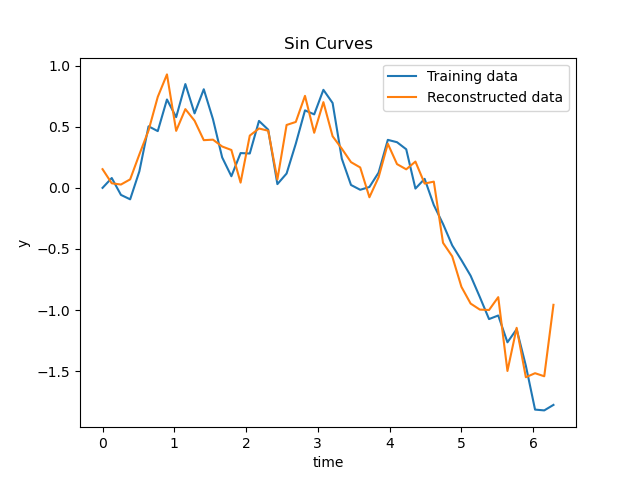 Sin Curves
Training data
Reconstructed data
1.0
0.5
0.0
−0.5
−1.0
−1.5
y
0 1 2 3 4 5 6
time